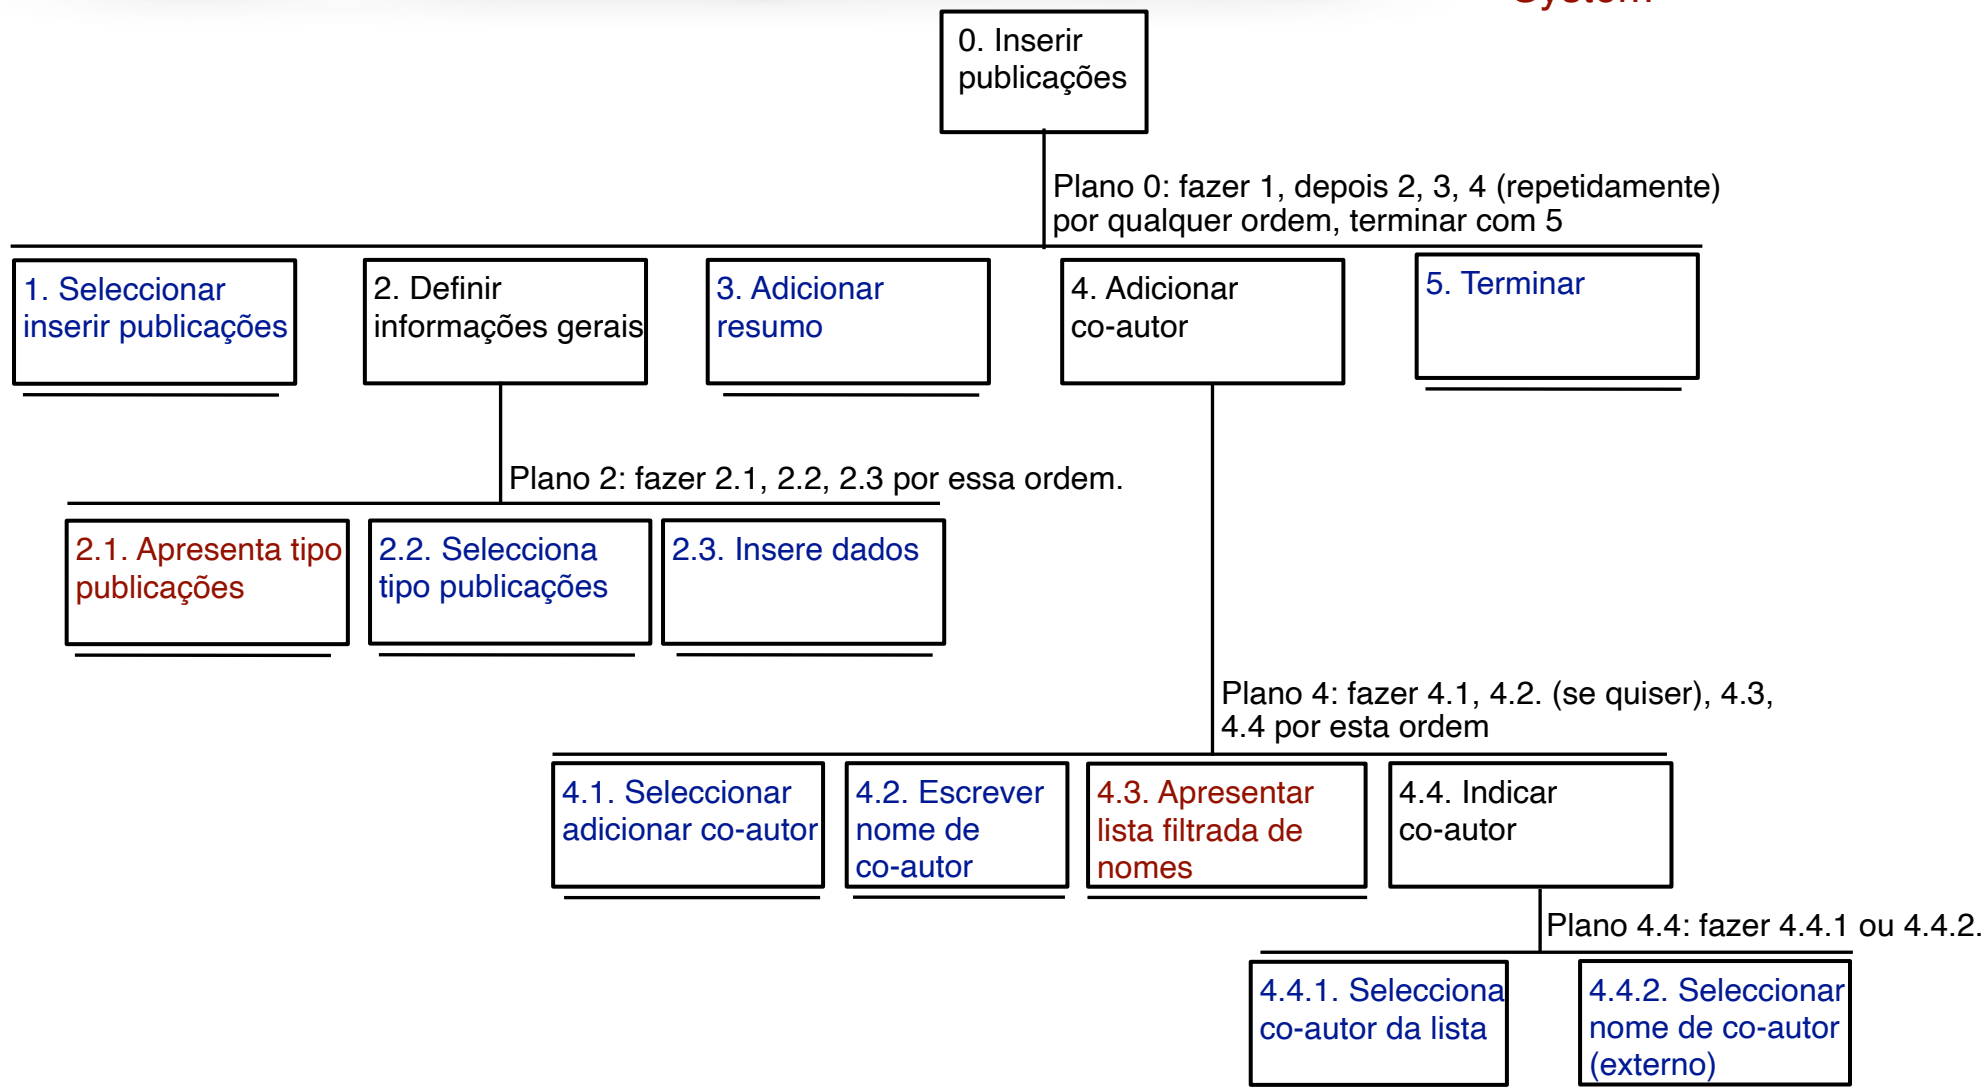 System
0. Inserir
publicações
Plano 0: fazer 1, depois 2, 3, 4 (repetidamente)
por qualquer ordem, terminar com 5
1. Seleccionar
inserir publicações
2. Definir
informações gerais
3. Adicionar
resumo
4. Adicionar
co-autor
5. Terminar
Plano 2: fazer 2.1, 2.2, 2.3 por essa ordem.
2.1. Apresenta tipo
publicações
2.2. Selecciona
tipo publicações
2.3. Insere dados
Plano 4: fazer 4.1, 4.2. (se quiser), 4.3,
4.4 por esta ordem
4.1. Seleccionar
adicionar co-autor
4.2. Escrever
nome de
co-autor
4.3. Apresentar
lista filtrada de
nomes
4.4. Indicar
co-autor
Plano 4.4: fazer 4.4.1 ou 4.4.2.
4.4.1. Selecciona
co-autor da lista
4.4.2. Seleccionar
nome de co-autor
(externo)